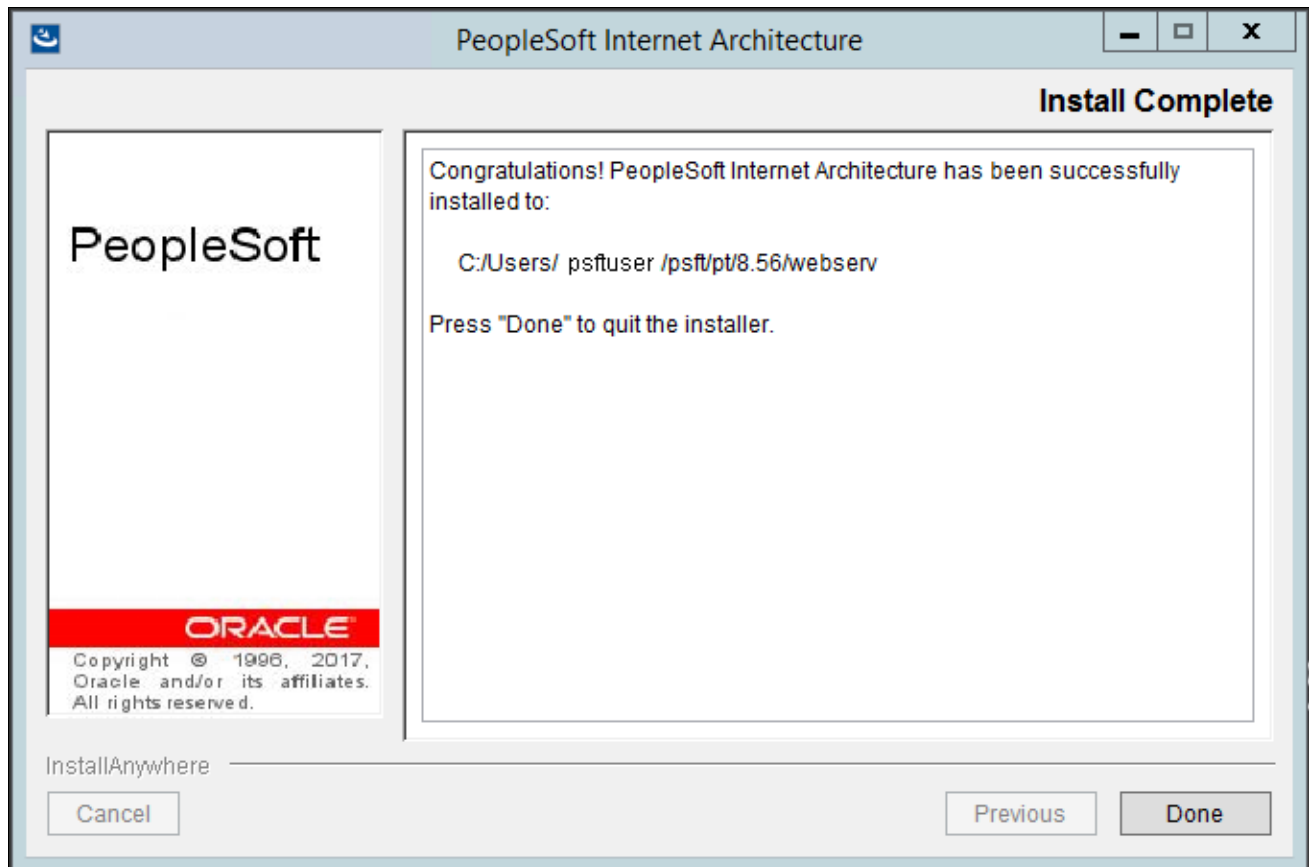 PeopleSoft Internet Architecture
Install Complete
PeopleSoft
ORACLE
Copyright © 1996, 2017,
Oracle and/or its affiliates.
All rights reserved.
Congratulations! PeopleSoft Internet Architecture has been successfully
installed to:
C:/Users/ psftuser /psft/pt/8.56/webserv
Press "Done" to quit the installer.
InstallAnywhere
Cancel
Previous
Done